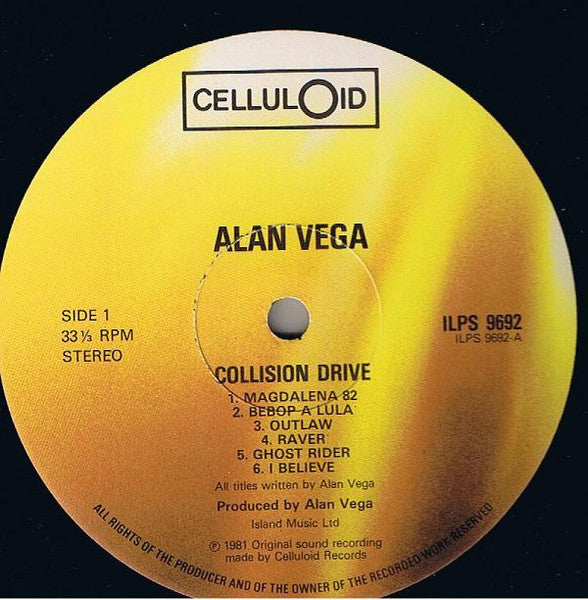 CELLULOID
ALAN VEGA
SIDE 1
33⅓ RPM
STEREO
ILPS 9692
ILPS 9692-A
COLLISION DRIVE
1. MAGDALENA 82
2. BEBOP A LULA
3. OUTLAW
4. RAVER
5. GHOST RIDER
6. I BELIEVE
All titles written by Alan Vega
Produced by Alan Vega
Island Music Ltd
℗ 1981 Original sound recording
made by Celluloid Records
ALL RIGHTS OF THE PRODUCER AND OF THE OWNER OF THE RECORDED WORK RESERVED